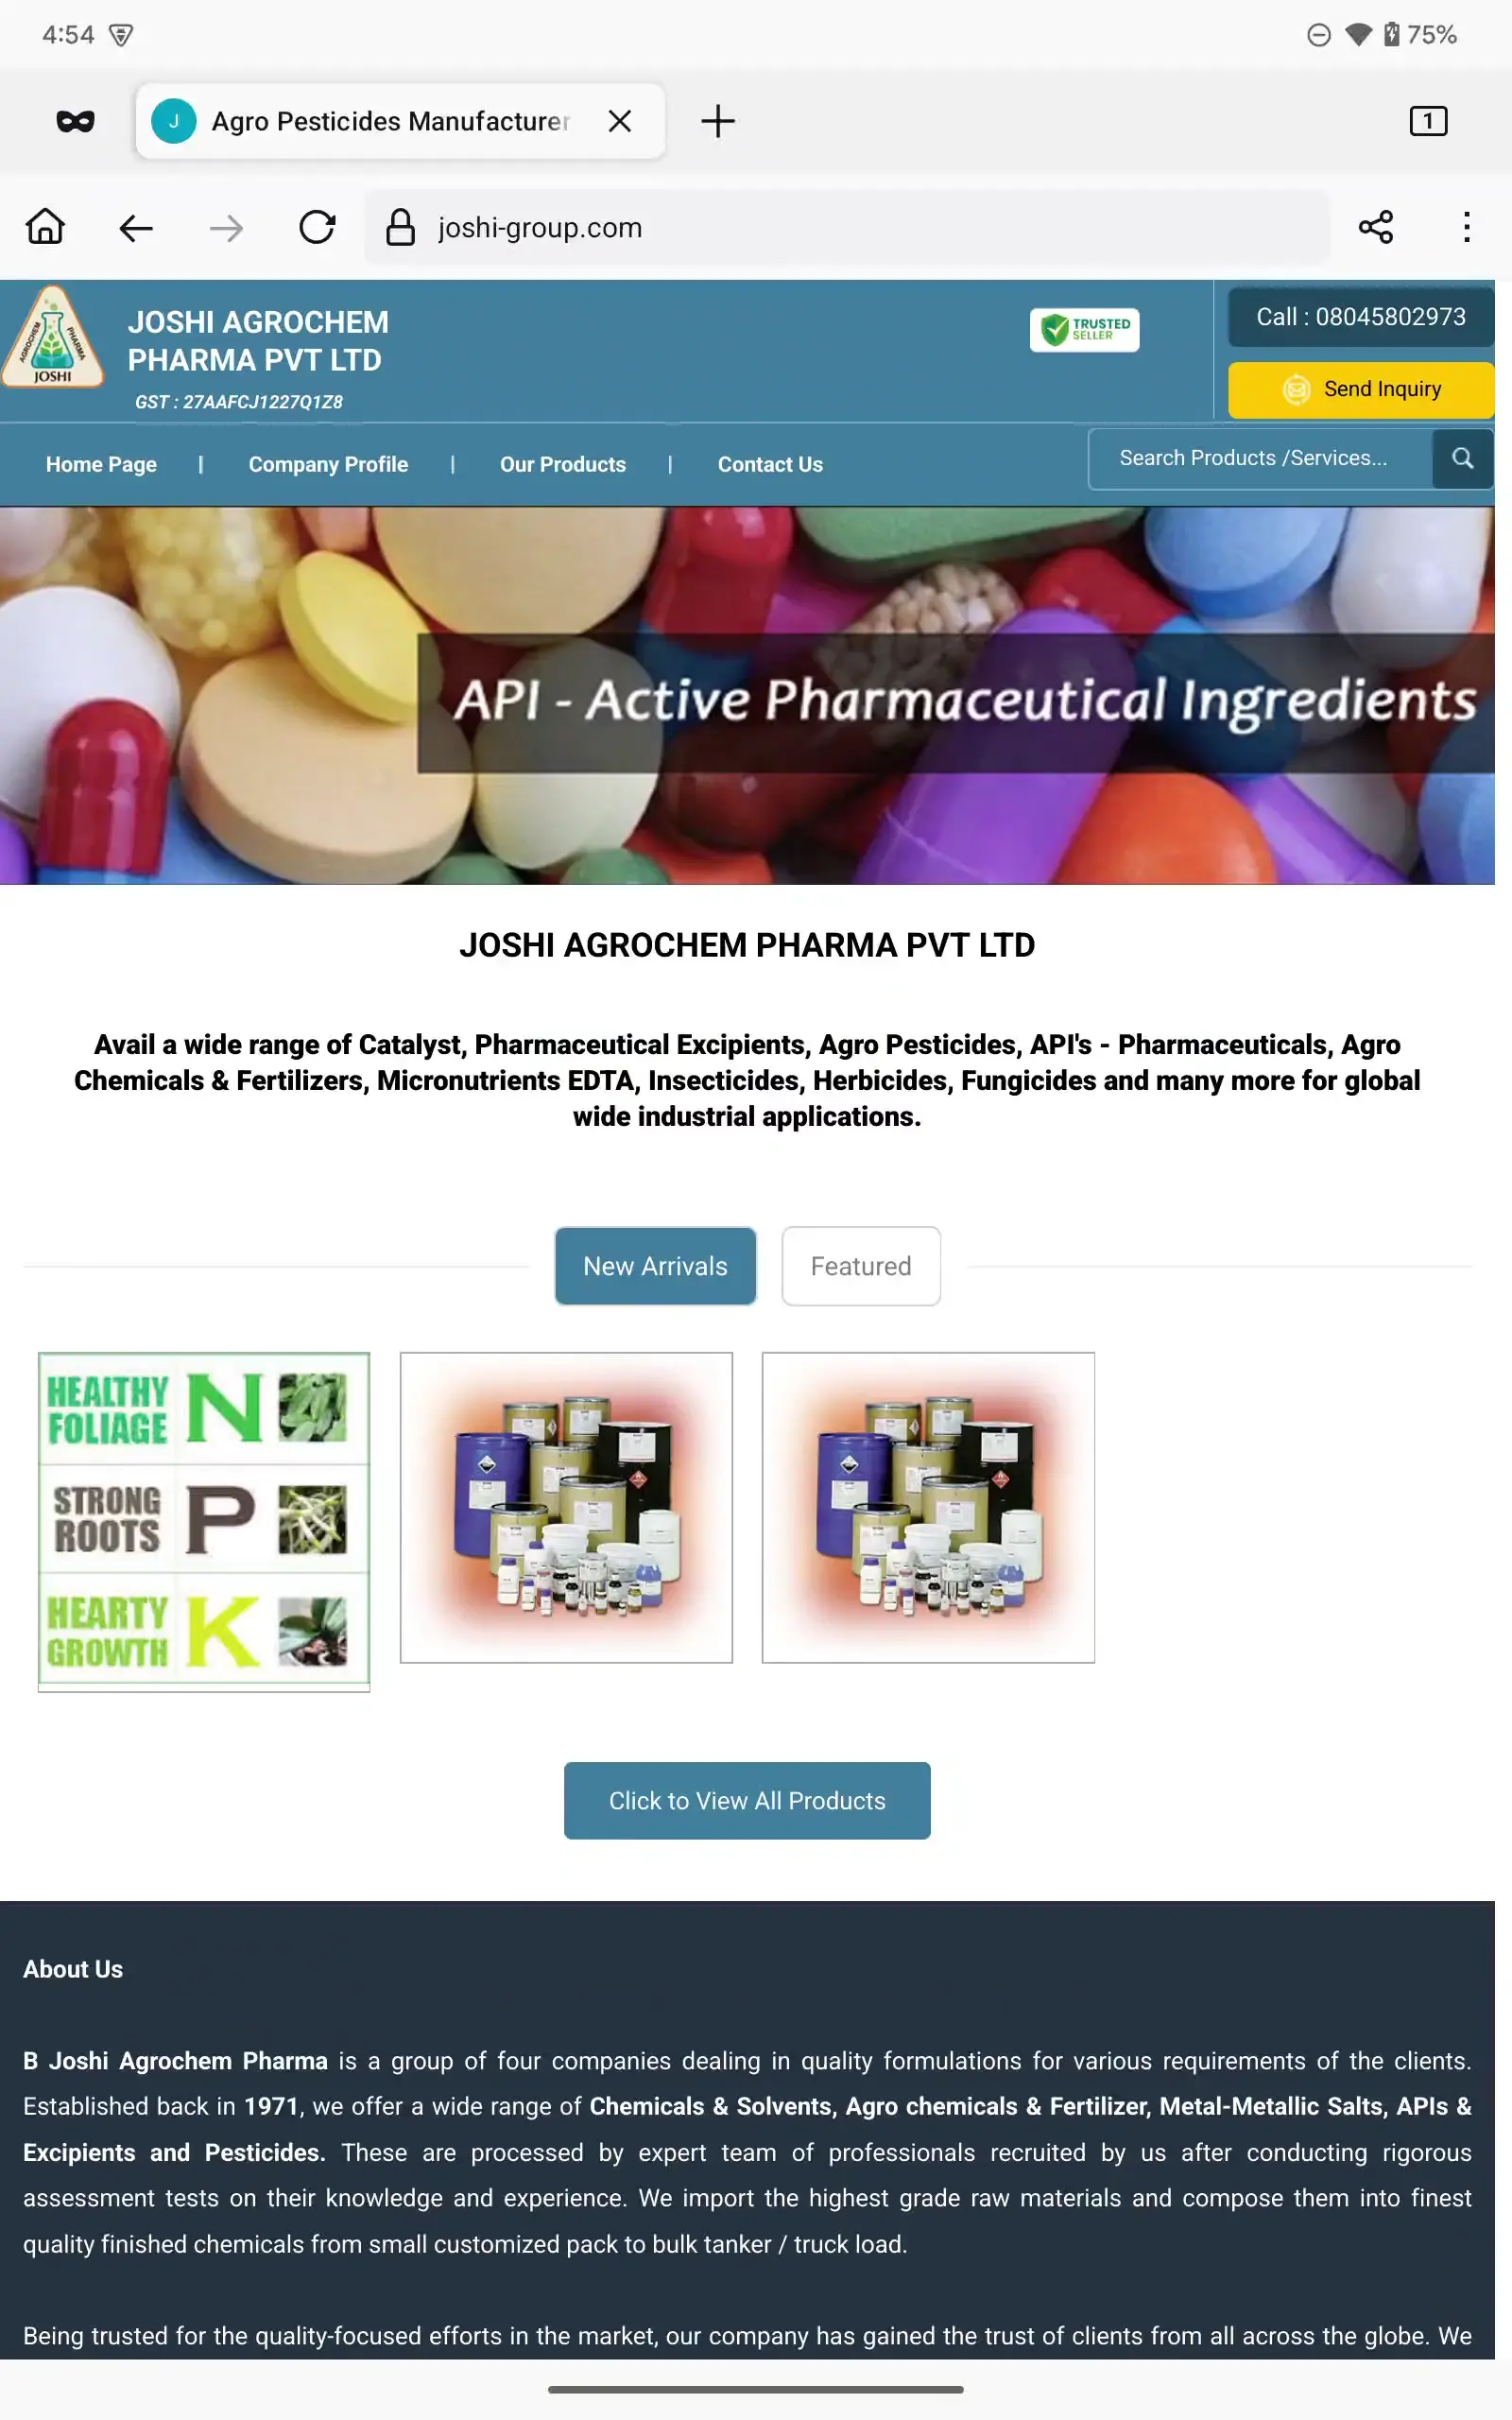 4:54
75%
J
Agro Pesticides Manufacturer
1
joshi-group.com
AGROCHEM
PHARMA
JOSHI
JOSHI AGROCHEM
PHARMA PVT LTD
GST : 27AAFCJ1227Q1Z8
TRUSTED
SELLER
Call : 08045802973
Send Inquiry
Home Page | Company Profile | Our Products | Contact Us
Search Products /Services...
API - Active Pharmaceutical Ingredients
JOSHI AGROCHEM PHARMA PVT LTD
Avail a wide range of Catalyst, Pharmaceutical Excipients, Agro Pesticides, API's - Pharmaceuticals, Agro
Chemicals & Fertilizers, Micronutrients EDTA, Insecticides, Herbicides, Fungicides and many more for global
wide industrial applications.
New Arrivals
Featured
HEALTHY
FOLIAGE
N
STRONG
ROOTS
P
HEARTY
GROWTH
K
Click to View All Products
About Us
B Joshi Agrochem Pharma is a group of four companies dealing in quality formulations for various requirements of the clients.
Established back in 1971, we offer a wide range of Chemicals & Solvents, Agro chemicals & Fertilizer, Metal-Metallic Salts, APIs &
Excipients and Pesticides. These are processed by expert team of professionals recruited by us after conducting rigorous
assessment tests on their knowledge and experience. We import the highest grade raw materials and compose them into finest
quality finished chemicals from small customized pack to bulk tanker / truck load.
Being trusted for the quality-focused efforts in the market, our company has gained the trust of clients from all across the globe. We